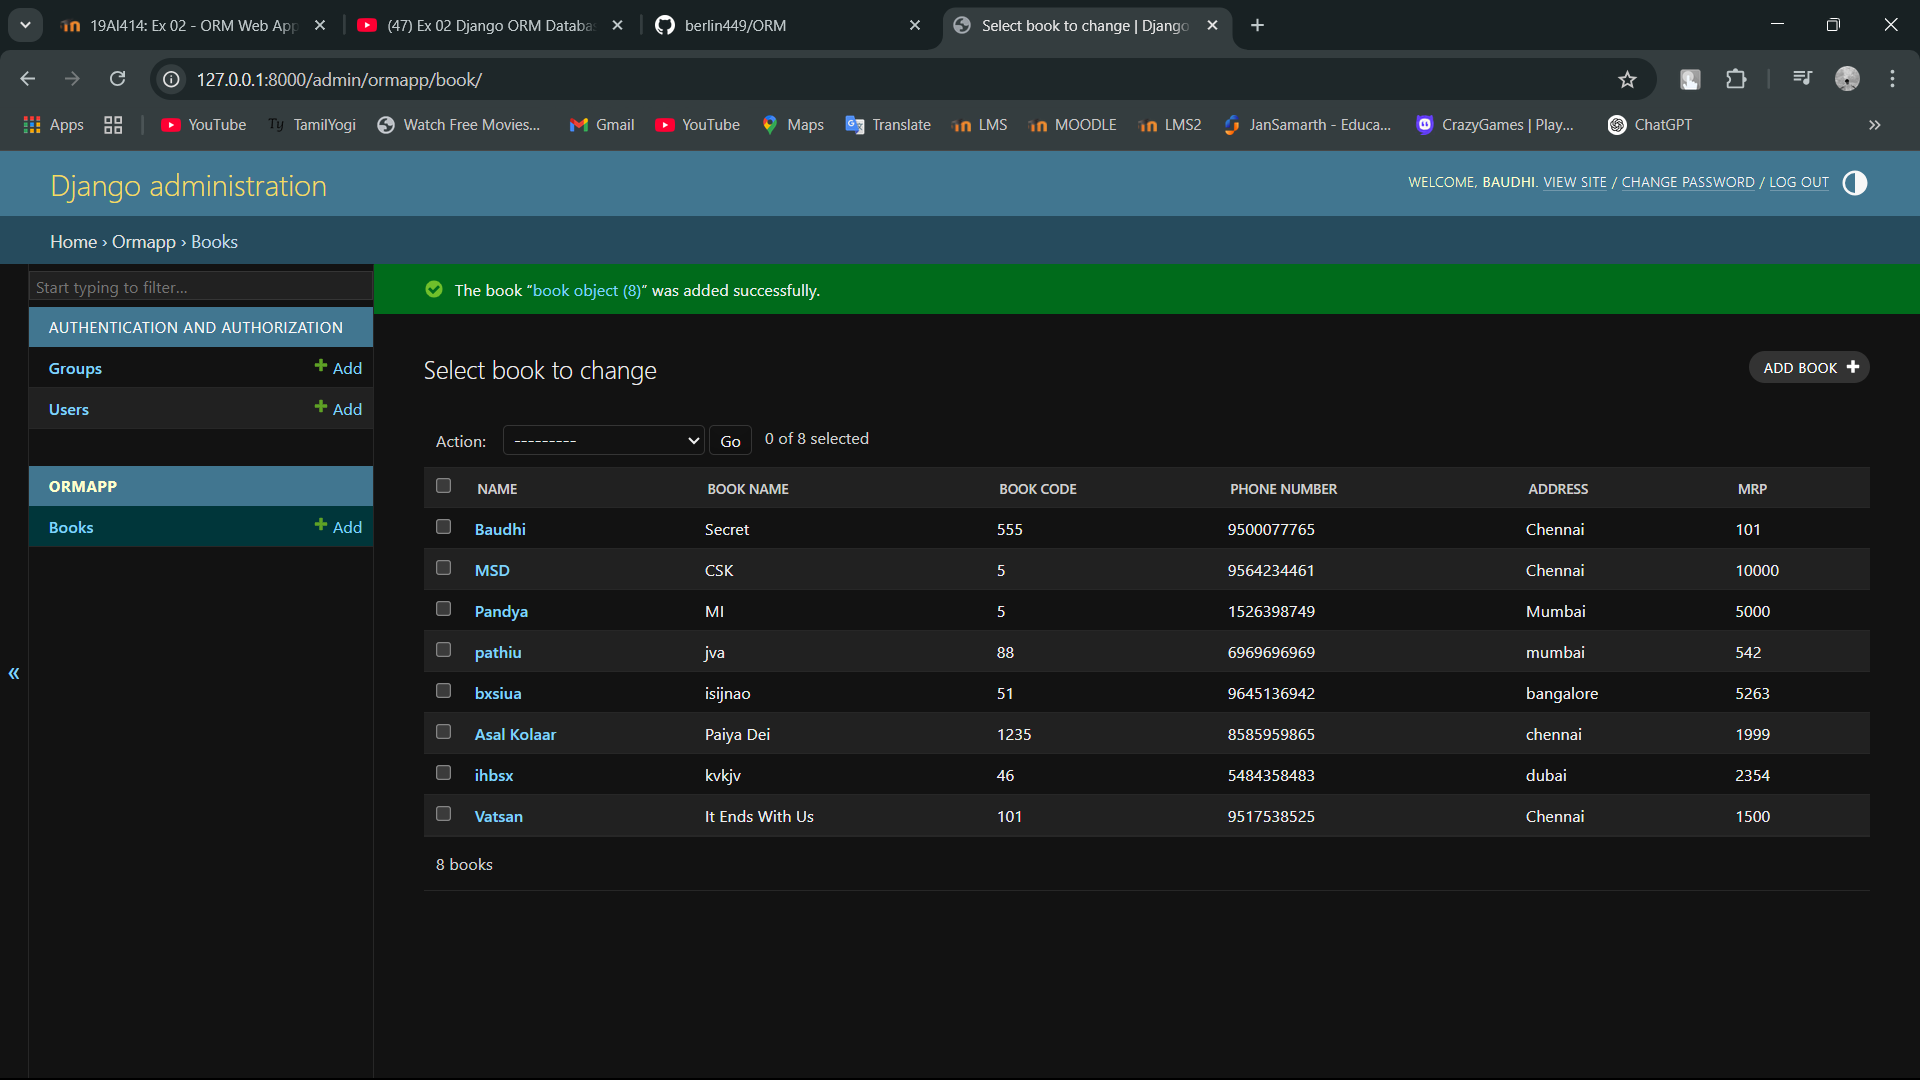 19AI414: Ex 02 - ORM Web App
(47) Ex 02 Django ORM Databas
berlin449/ORM
Select book to change | Django
127.0.0.1:8000/admin/ormapp/book/
Apps
YouTube
Ty TamilYogi
Watch Free Movies...
Gmail
YouTube
Maps
Translate
LMS
MOODLE
LMS2
JanSamarth - Educa...
CrazyGames | Play...
ChatGPT
»
Django administration
WELCOME, BAUDHI. VIEW SITE / CHANGE PASSWORD / LOG OUT
Home › Ormapp › Books
Start typing to filter...
AUTHENTICATION AND AUTHORIZATION
Groups + Add
Users + Add
ORMAPP
Books + Add
«
The book “book object (8)” was added successfully.
Select book to change
ADD BOOK +
Action: --------- Go 0 of 8 selected
NAME BOOK NAME BOOK CODE PHONE NUMBER ADDRESS MRP
Baudhi Secret 555 9500077765 Chennai 101
MSD CSK 5 9564234461 Chennai 10000
Pandya MI 5 1526398749 Mumbai 5000
pathiu jva 88 6969696969 mumbai 542
bxsiua isijnao 51 9645136942 bangalore 5263
Asal Kolaar Paiya Dei 1235 8585959865 chennai 1999
ihbsx kvkjv 46 5484358483 dubai 2354
Vatsan It Ends With Us 101 9517538525 Chennai 1500
8 books